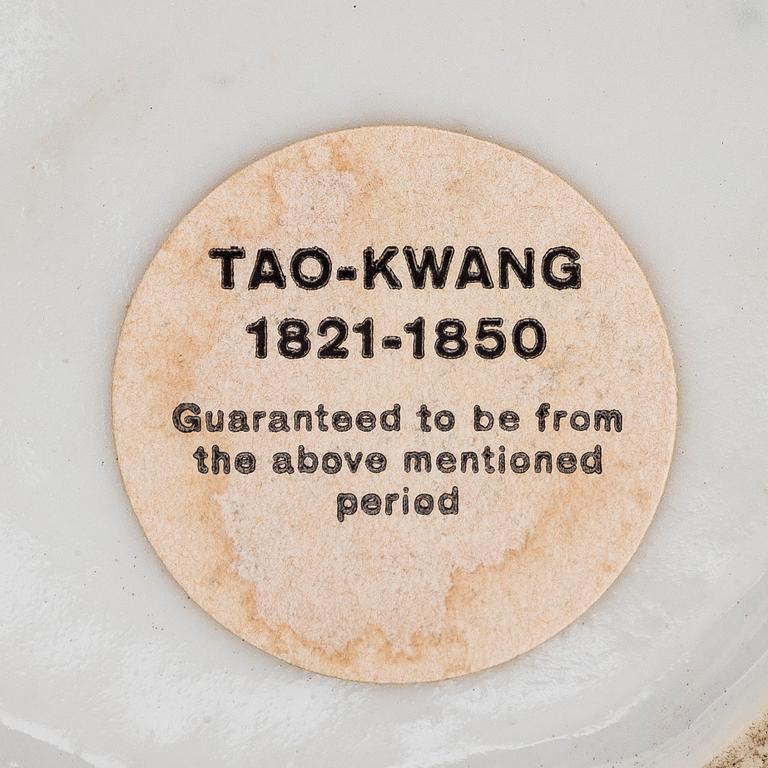 TAO-KWANG
1821-1850
Guaranteed to be from
the above mentioned
period